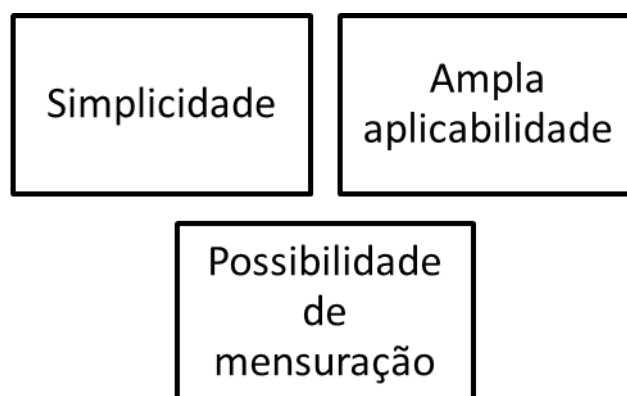 Simplicidade
Ampla
aplicabilidade
Possibilidade
de
mensuração